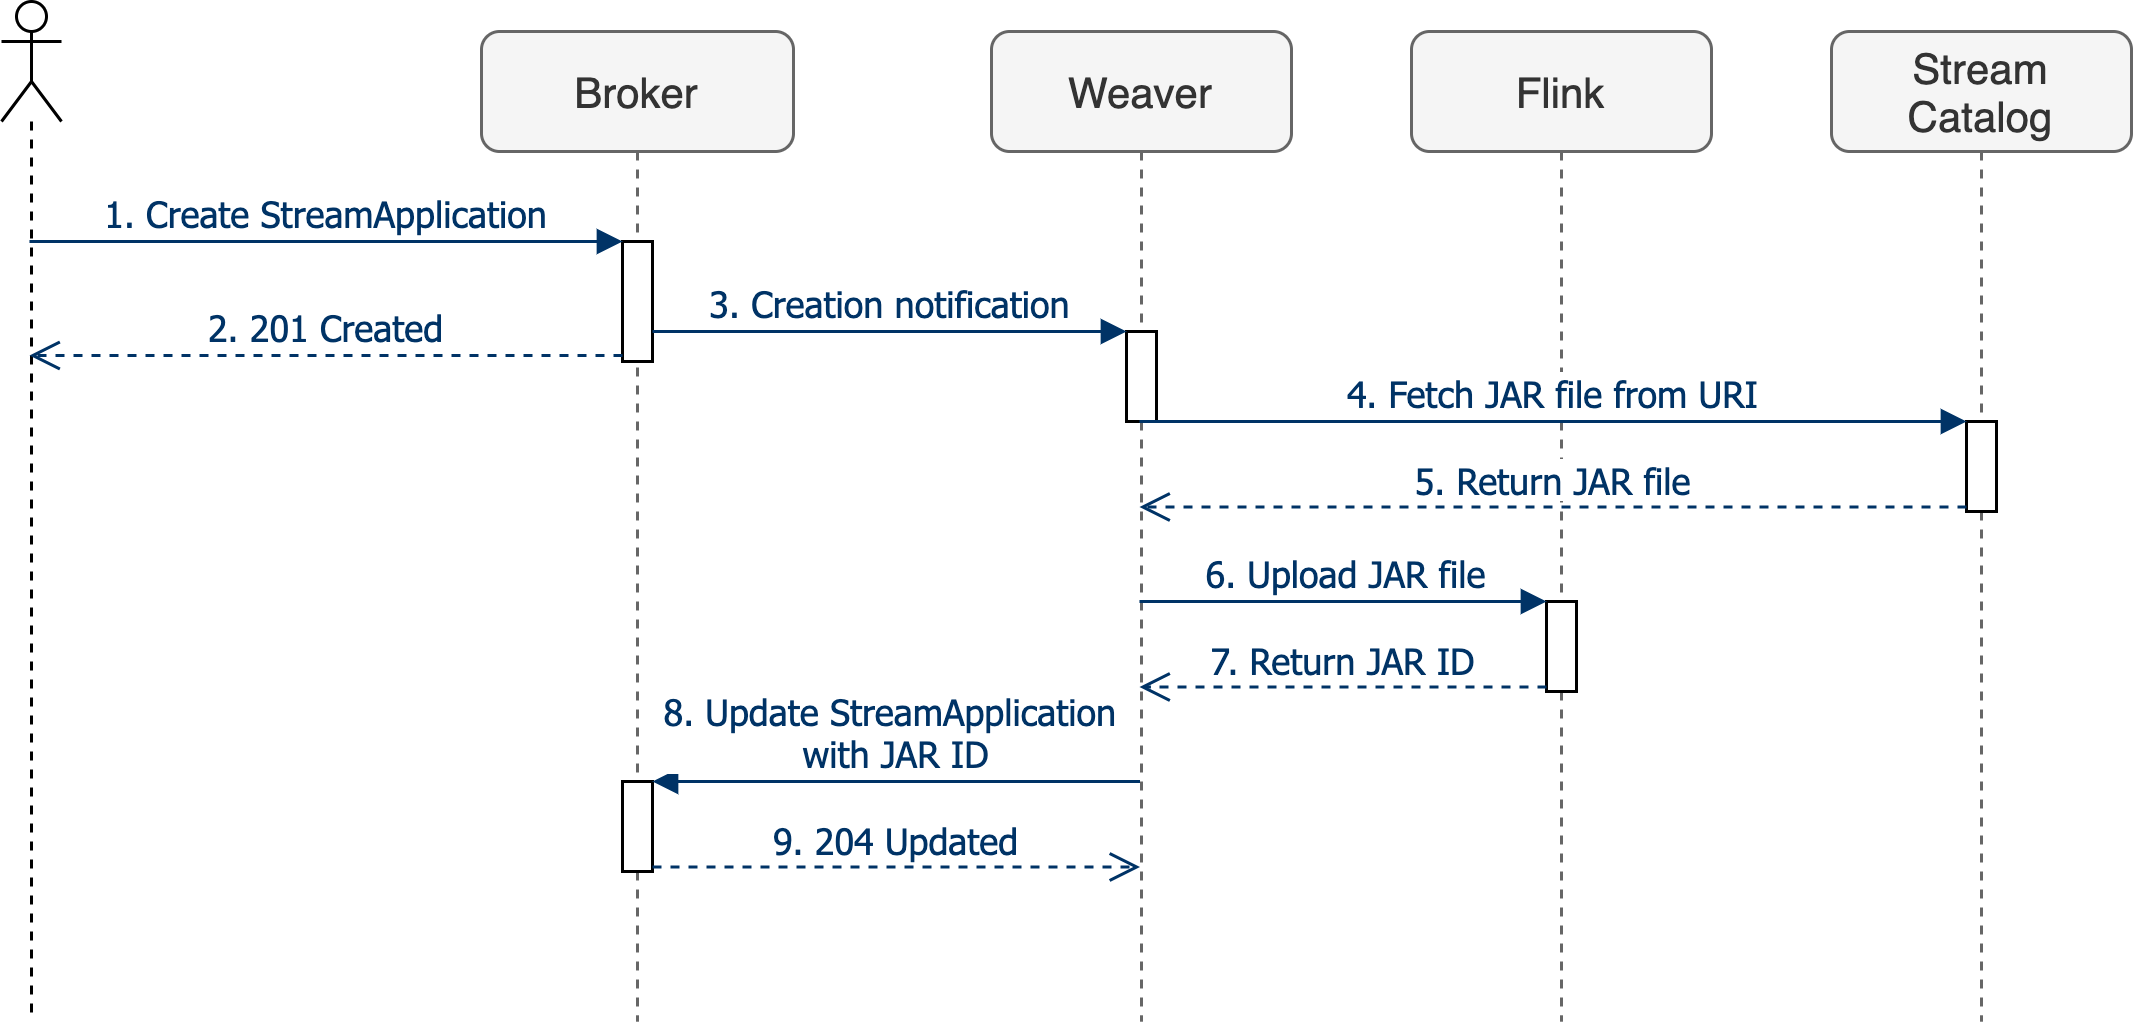 Broker
Weaver
Flink
Stream
Catalog
1. Create StreamApplication
3. Creation notification
2. 201 Created
4. Fetch JAR file from URI
5. Return JAR file
6. Upload JAR file
7. Return JAR ID
8. Update StreamApplication
with JAR ID
9. 204 Updated